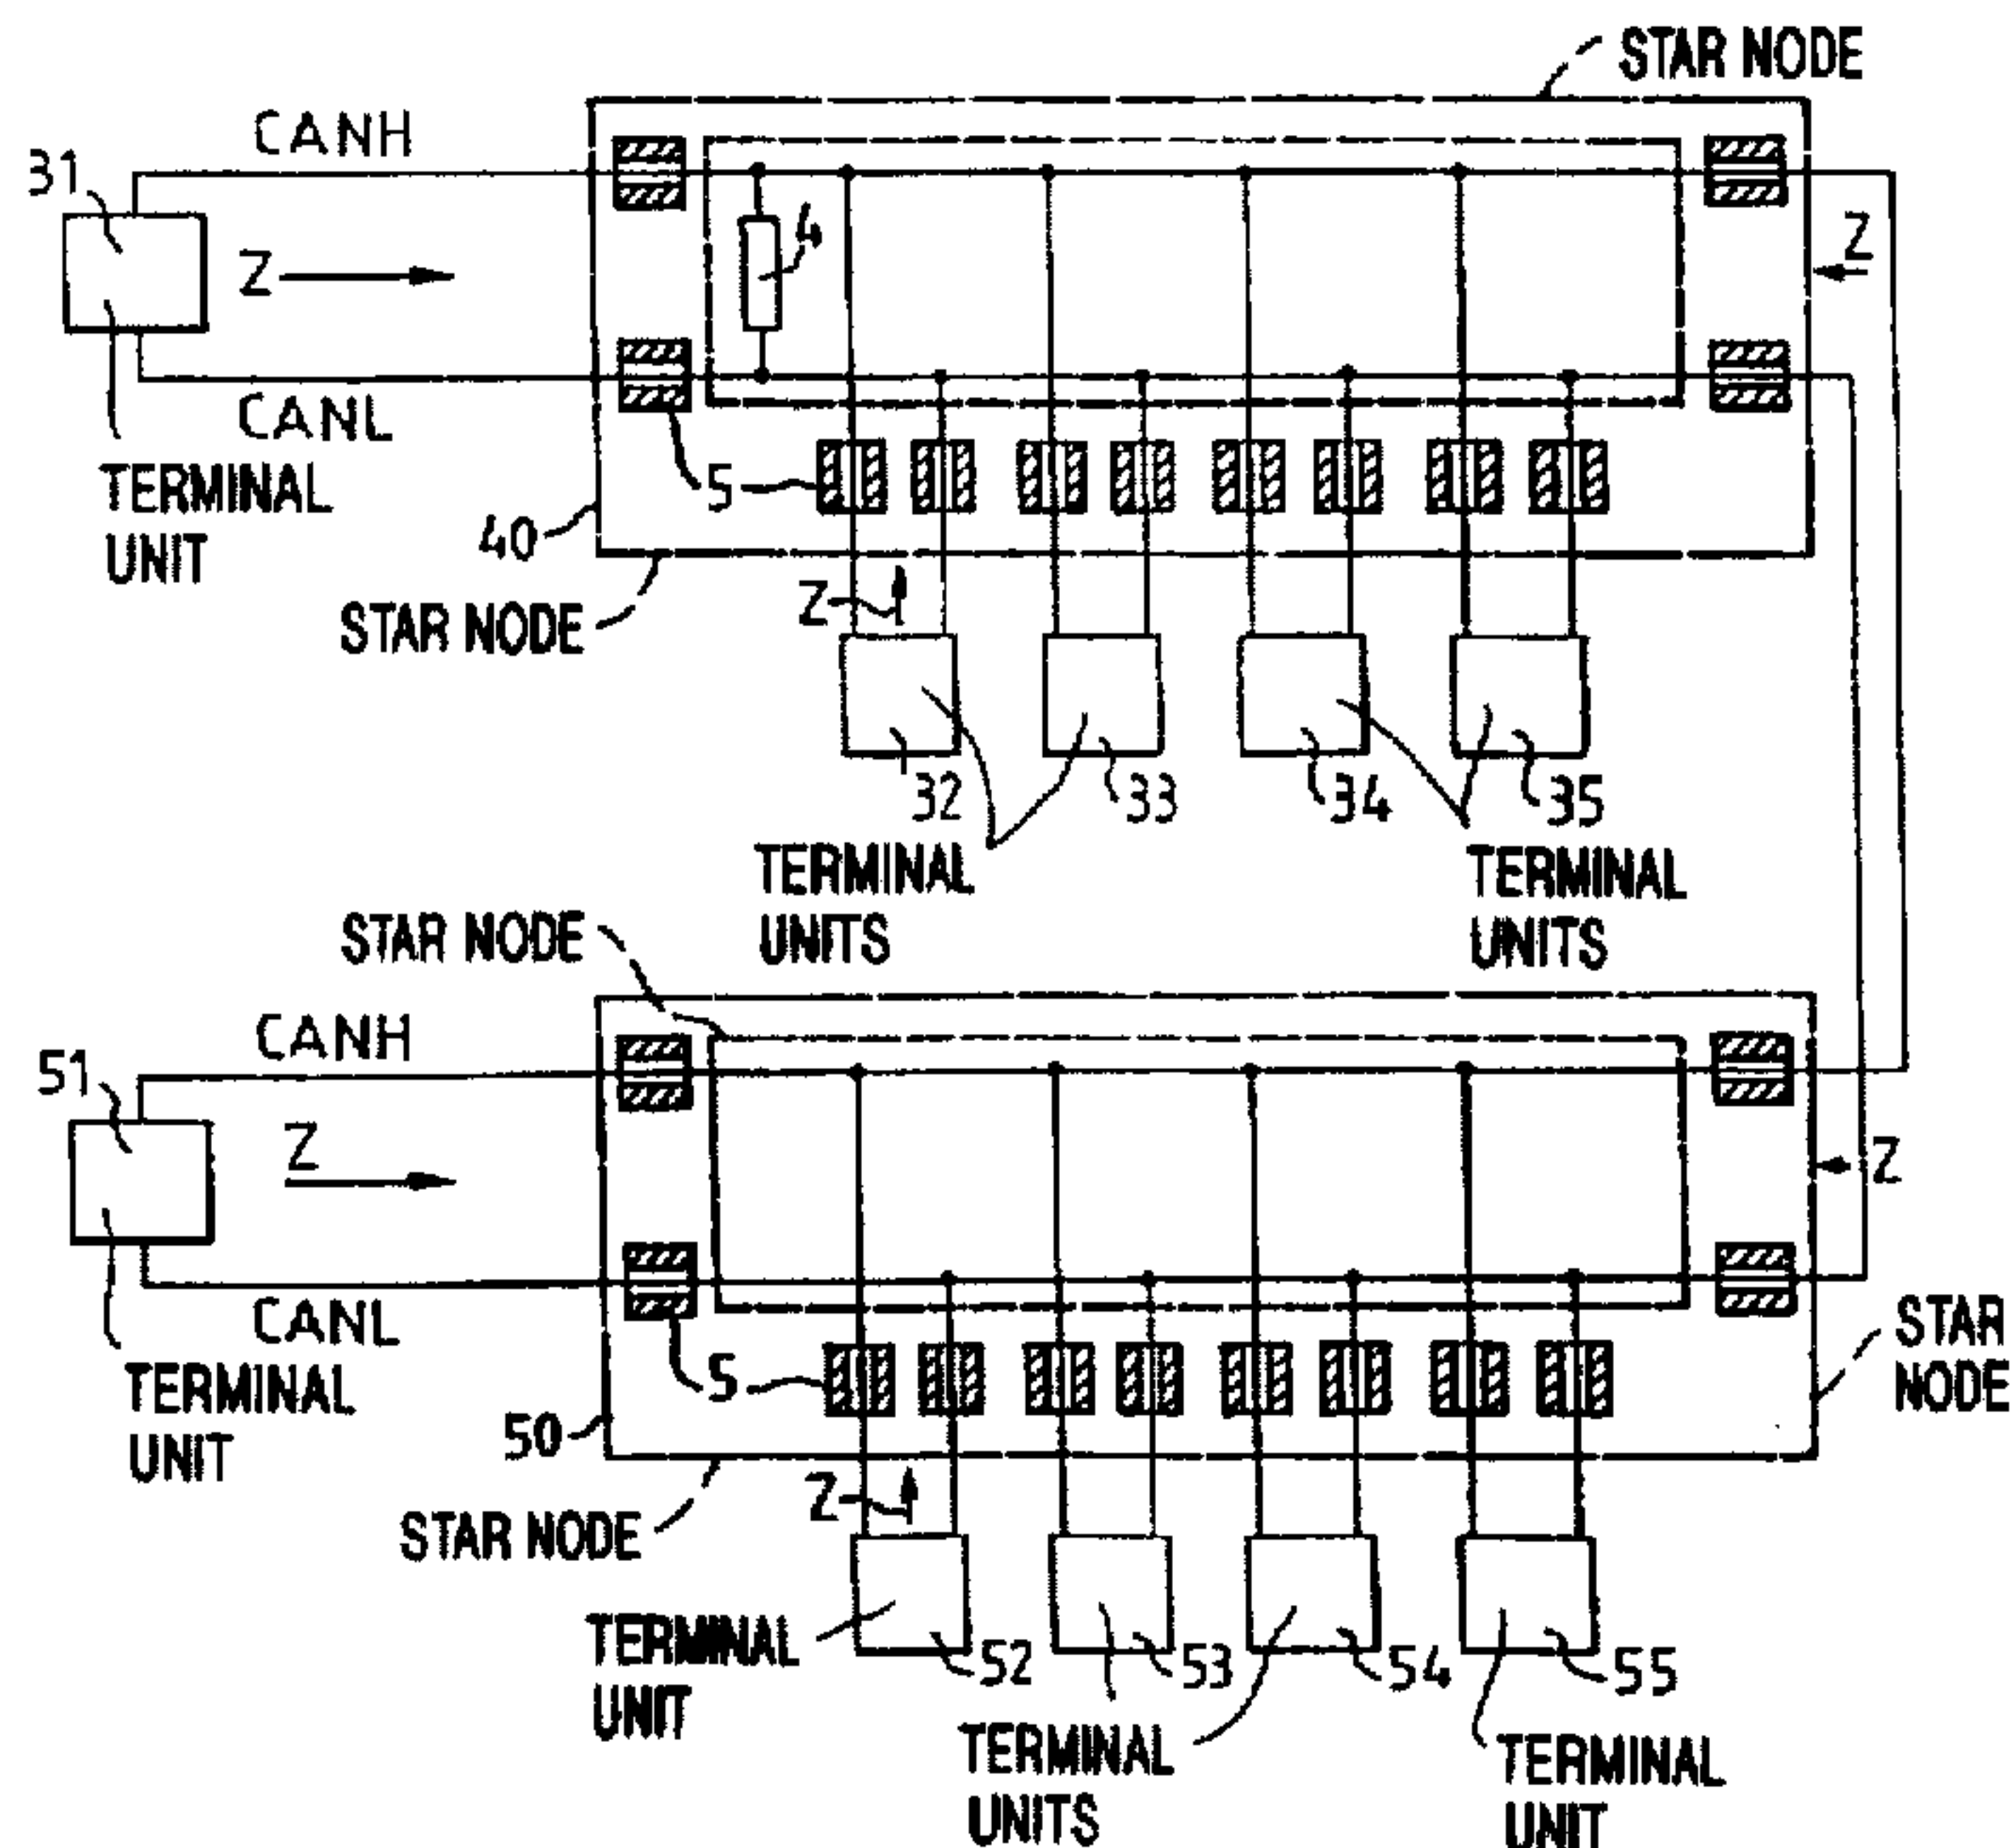 STAR NODE
CANH
31
Z
4
Z
CANL
TERMINAL
UNIT
5
40
STAR NODE
Z
32
33
34
35
TERMINAL
UNITS
TERMINAL
UNITS
STAR NODE
CANH
51
Z
Z
CANL
TERMINAL
UNIT
5
STAR
NODE
50
STAR NODE
Z
TERMINAL
UNIT
52
53
54
55
TERMINAL
UNITS
TERMINAL
UNIT